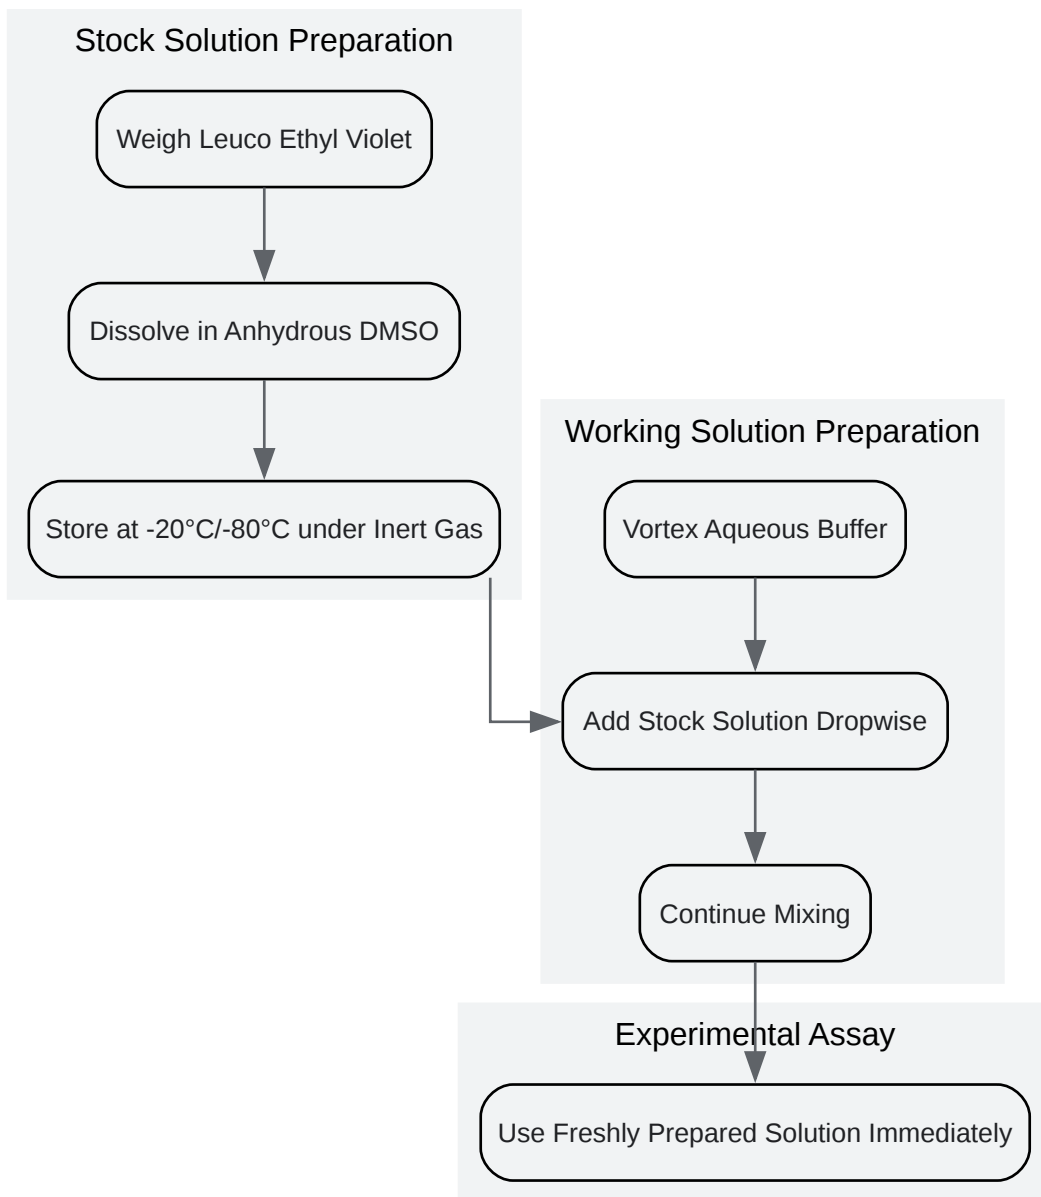 Stock Solution Preparation
Weigh Leuco Ethyl Violet
Dissolve in Anhydrous DMSO
Store at -20°C/-80°C under Inert Gas
Working Solution Preparation
Vortex Aqueous Buffer
Add Stock Solution Dropwise
Continue Mixing
Experimental Assay
Use Freshly Prepared Solution Immediately